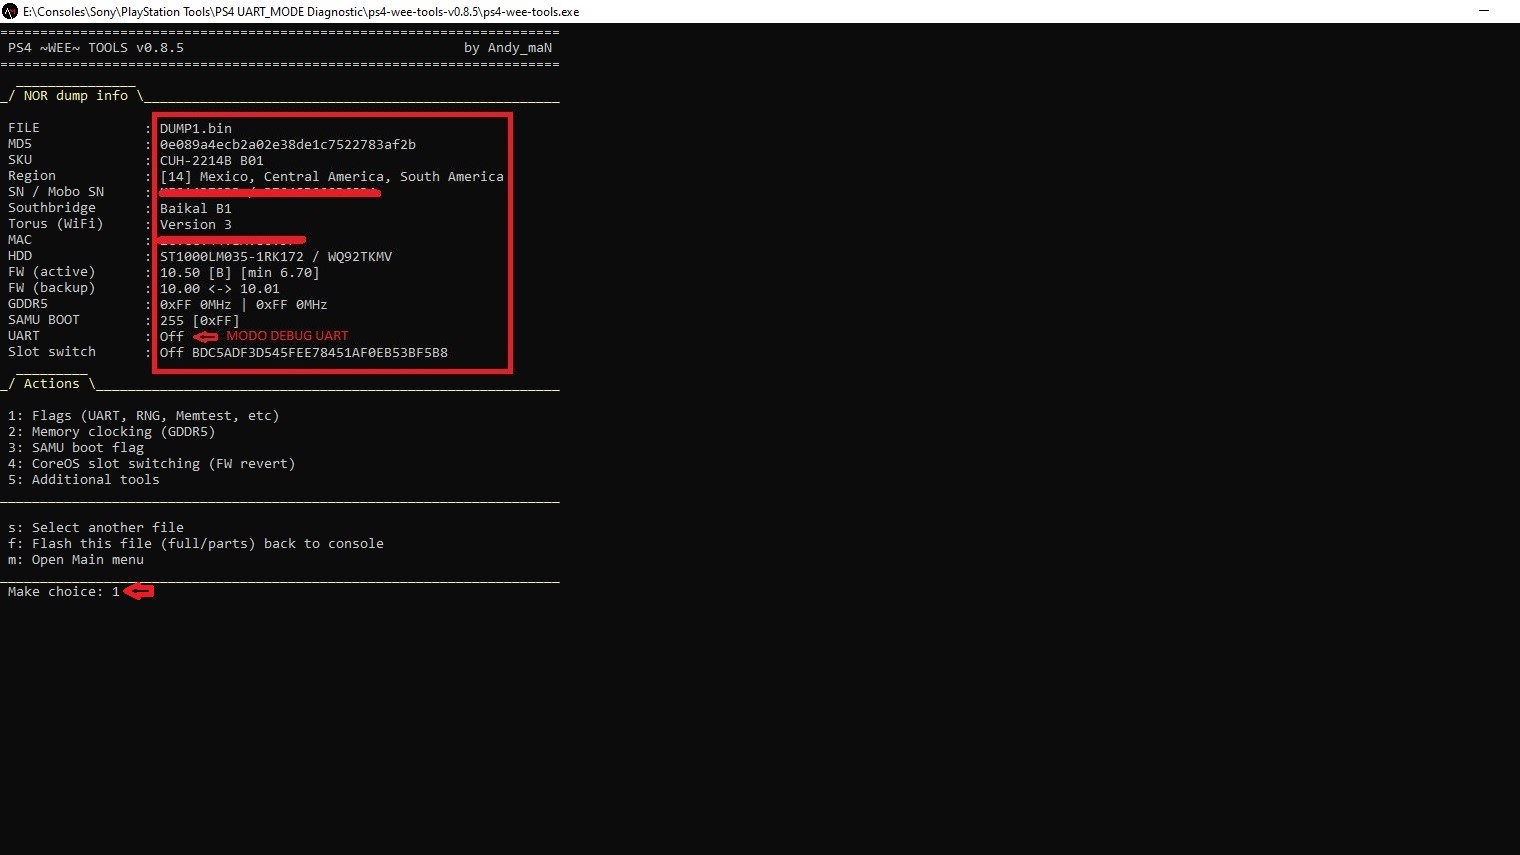 E:\Consoles\Sony\PlayStation Tools\PS4 UART_MODE Diagnostic\ps4-wee-tools-v0.8.5\ps4-wee-tools.exe
PS4 ~WEE~ TOOLS v0.8.5 by Andy_maN
_/ NOR dump info \_
FILE : DUMP1.bin
MD5 : 0e089a4ecb2a02e38de1c7522783af2b
SKU : CUH-2214B B01
Region : [14] Mexico, Central America, South America
SN / Mobo SN :
Southbridge : Baikal B1
Torus (WiFi) : Version 3
MAC :
HDD : ST1000LM035-1RK172 / WQ92TKMV
FW (active) : 10.50 [B] [min 6.70]
FW (backup) : 10.00 <-> 10.01
GDDR5 : 0xFF 0MHz | 0xFF 0MHz
SAMU BOOT : 255 [0xFF]
UART : Off MODO DEBUG UART
Slot switch : Off BDC5ADF3D545FEE78451AF0EB53BF5B8
_/ Actions \_
1: Flags (UART, RNG, Memtest, etc)
2: Memory clocking (GDDR5)
3: SAMU boot flag
4: CoreOS slot switching (FW revert)
5: Additional tools
s: Select another file
f: Flash this file (full/parts) back to console
m: Open Main menu
Make choice: 1